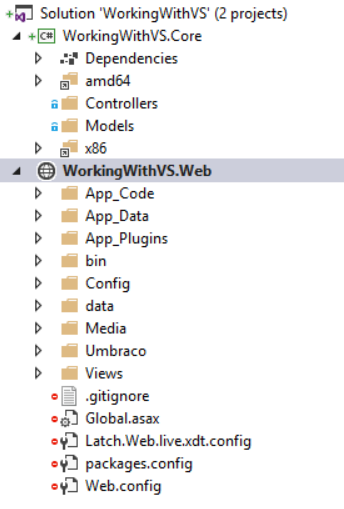 Solution 'WorkingWithVS' (2 projects)
C# WorkingWithVS.Core
Dependencies
amd64
Controllers
Models
x86
WorkingWithVS.Web
App_Code
App_Data
App_Plugins
bin
Config
data
Media
Umbraco
Views
.gitignore
Global.asax
Latch.Web.live.xdt.config
packages.config
Web.config